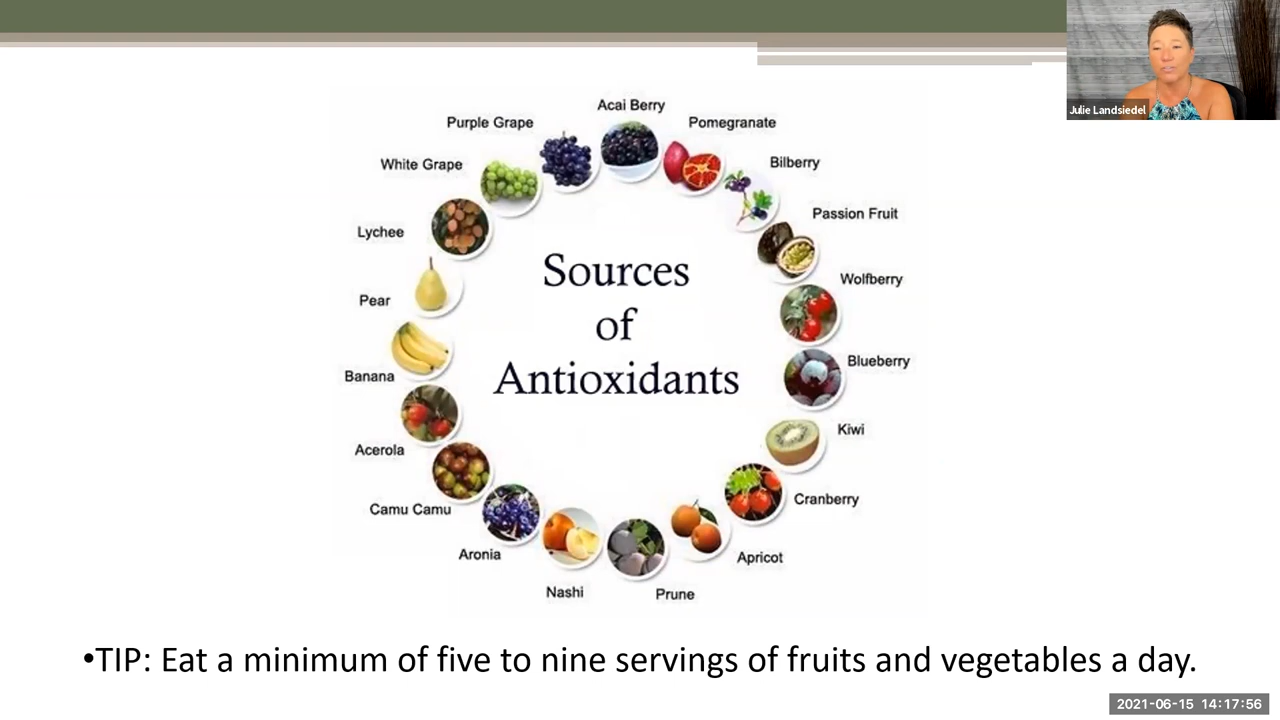 Julie Landsiedel
Acai Berry
Pomegranate
Bilberry
Passion Fruit
Wolfberry
Blueberry
Kiwi
Cranberry
Apricot
Prune
Nashi
Aronia
Camu Camu
Acerola
Banana
Pear
Lychee
White Grape
Purple Grape
Sources
of
Antioxidants
•TIP: Eat a minimum of five to nine servings of fruits and vegetables a day.
2021-06-15 14:17:56